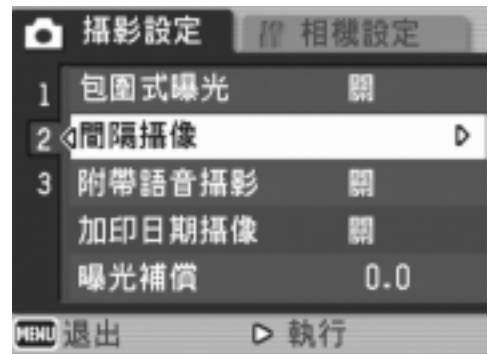 攝影設定 相機設定
1 包圍式曝光 關
2 間隔攝像
3 附帶語音攝影 關
加印日期攝像 關
曝光補償 0.0
MENU 退出 執行